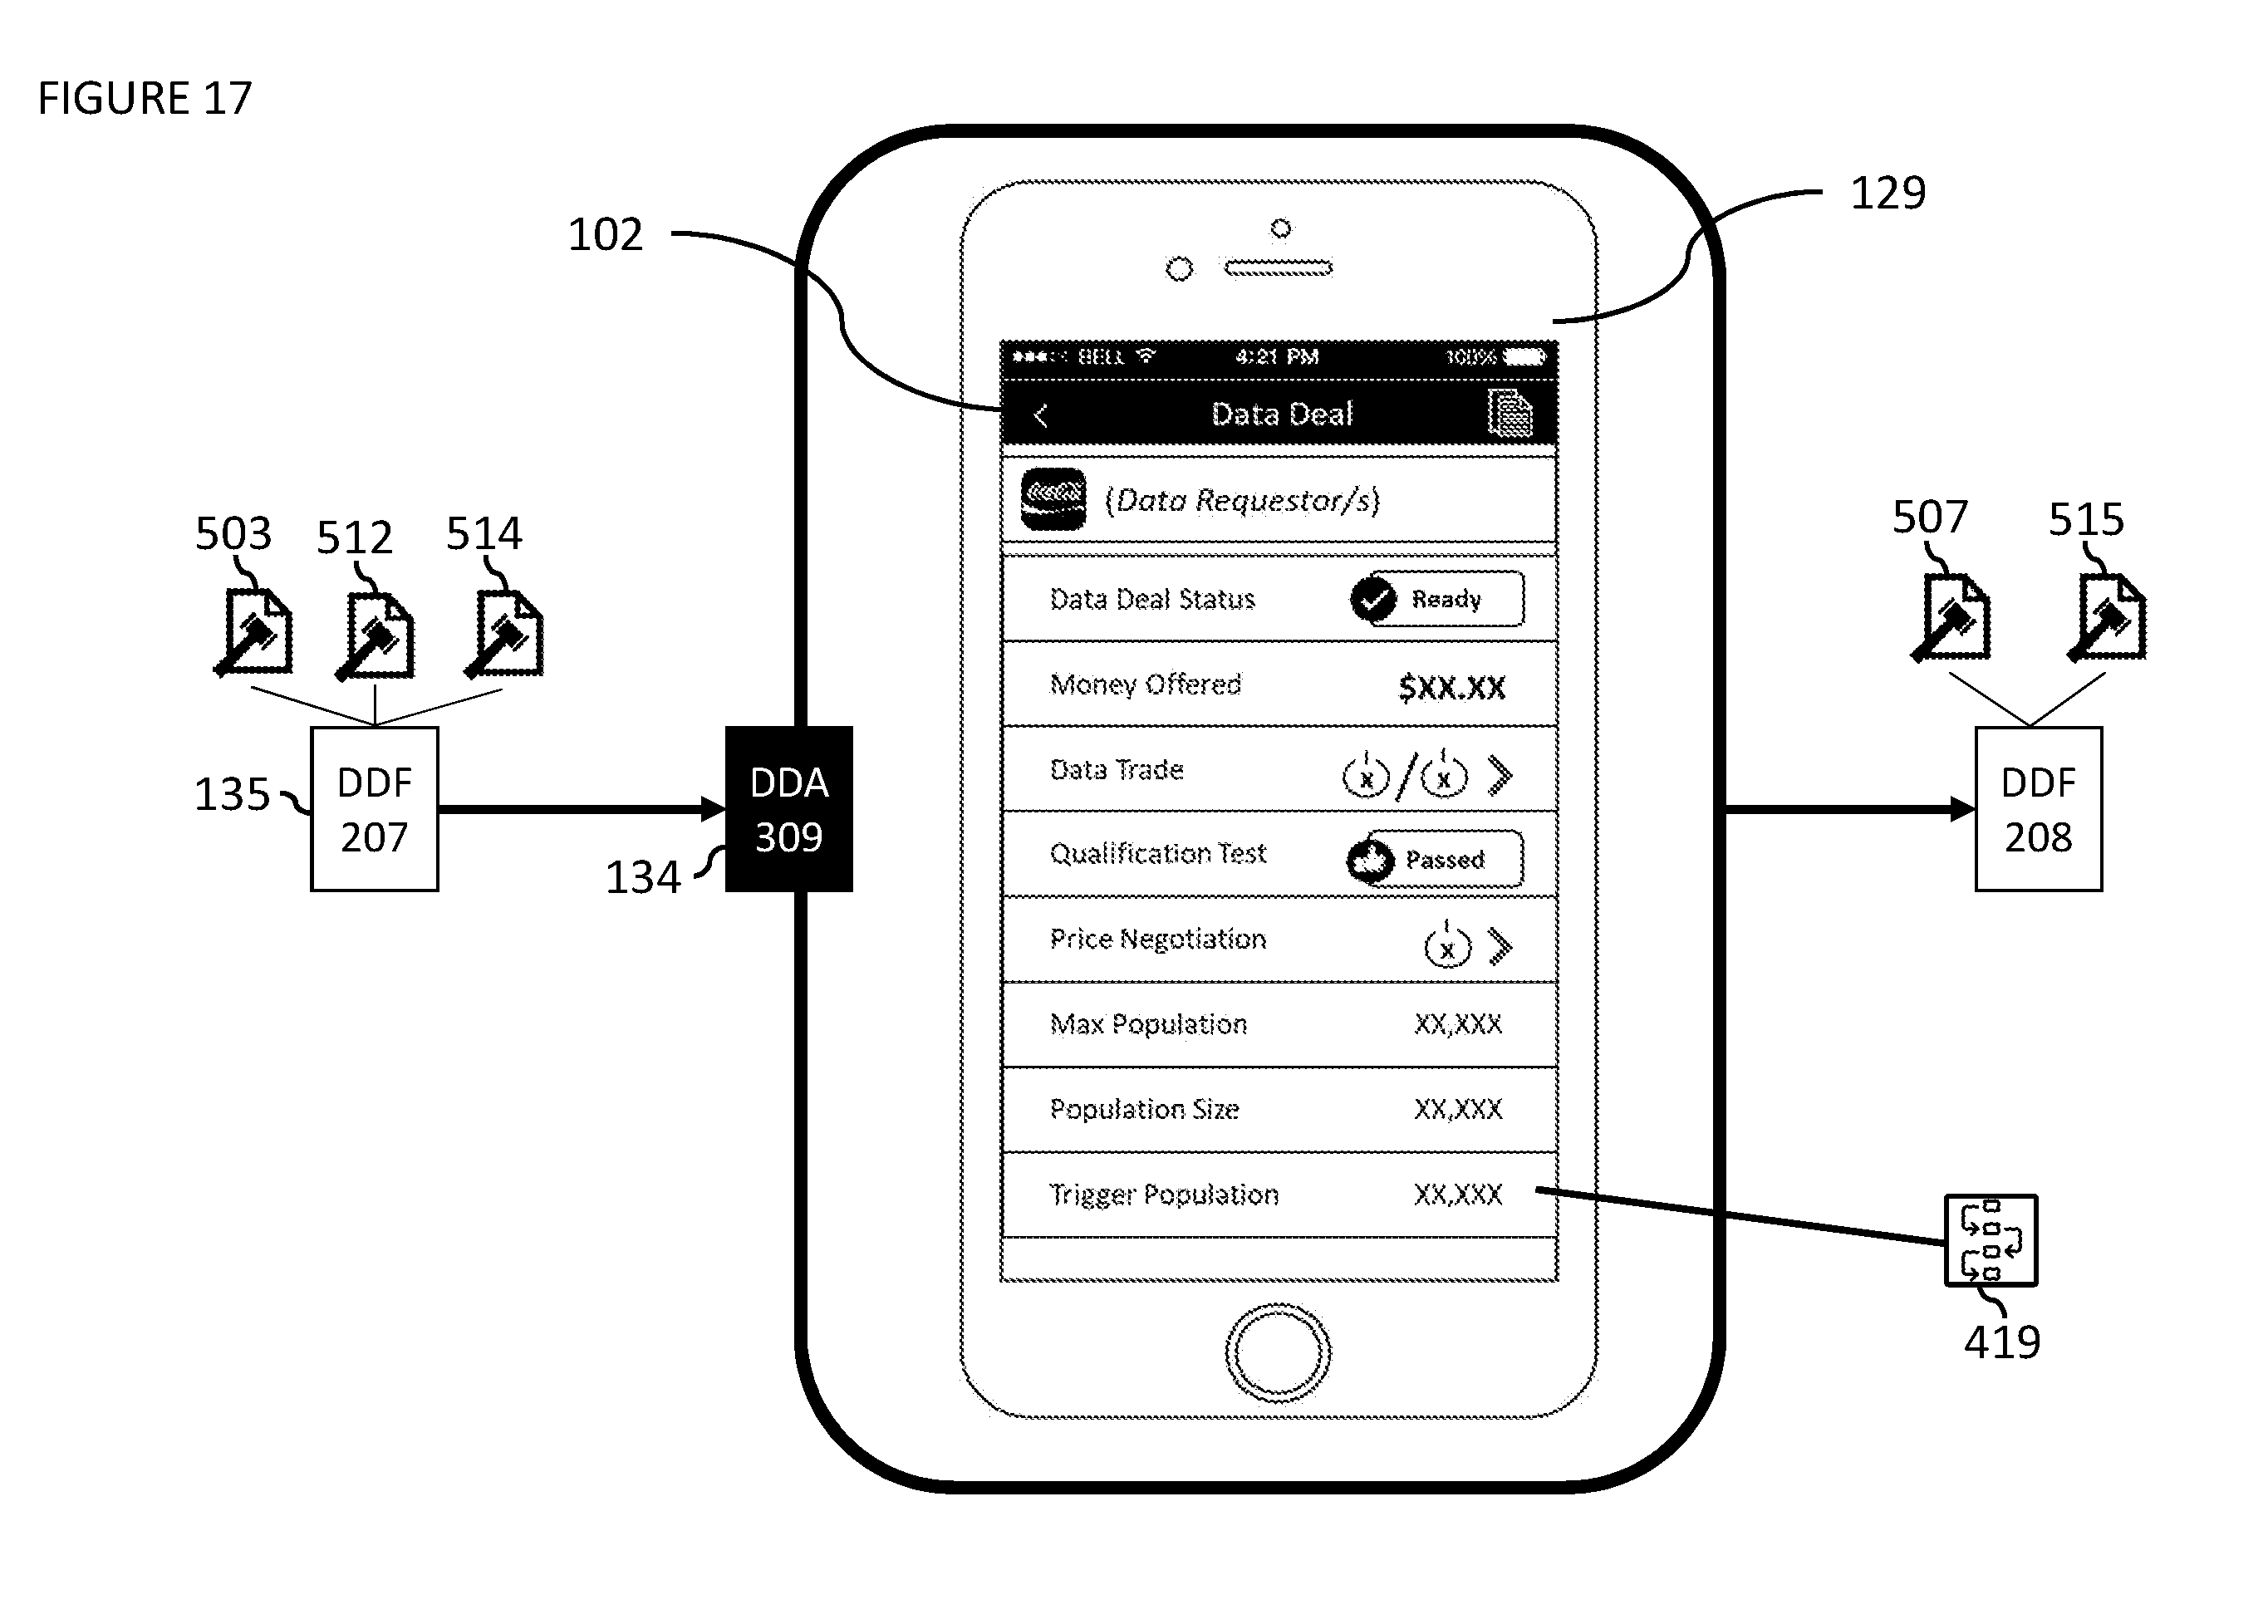 FIGURE 17
129
102
BELL 4:21 PM 100%
< Data Deal
(Data Requestor/s)
503 512 514
507 515
Data Deal Status Ready
Money Offered $XX.XX
Data Trade x / x >
Qualification Test Passed
Price Negotiation x >
Max Population XX,XXX
Population Size XX,XXX
Trigger Population XX,XXX
135
DDF
207
DDA
309
134
DDF
208
419